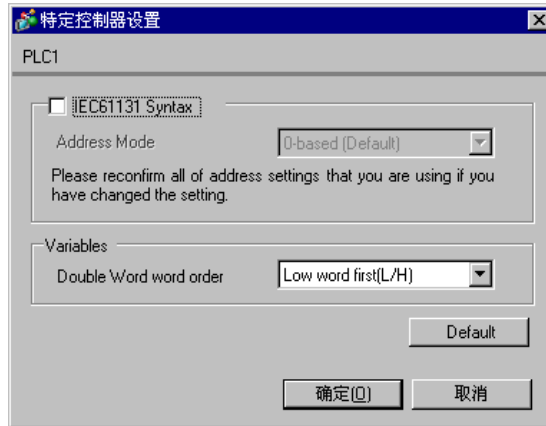 特定控制器设置
PLC1
IEC61131 Syntax
Address Mode 0-based (Default)
Please reconfirm all of address settings that you are using if you
have changed the setting.
Variables
Double Word word order Low word first(L/H)
Default
确定(O) 取消